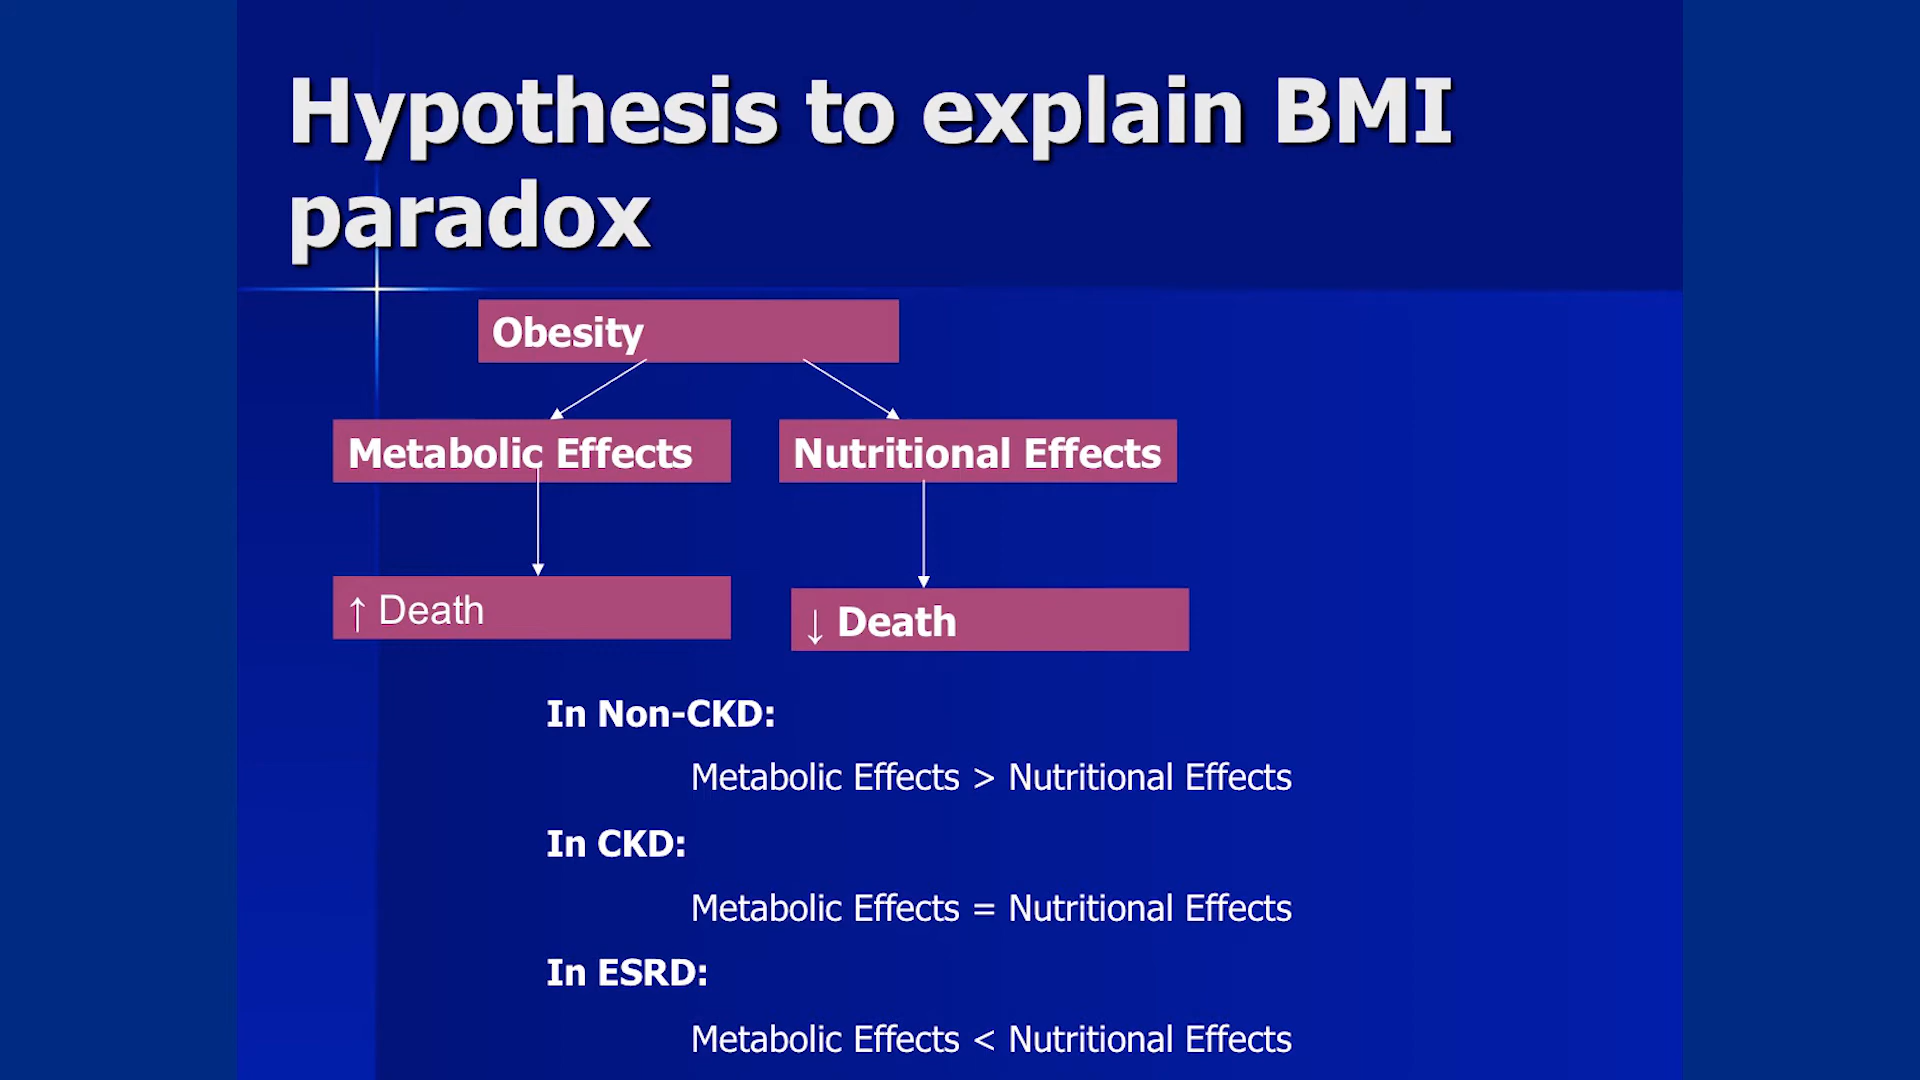 Hypothesis to explain BMI
paradox
Obesity
Metabolic Effects
Nutritional Effects
↑ Death
↓ Death
In Non-CKD:
Metabolic Effects > Nutritional Effects
In CKD:
Metabolic Effects = Nutritional Effects
In ESRD:
Metabolic Effects < Nutritional Effects